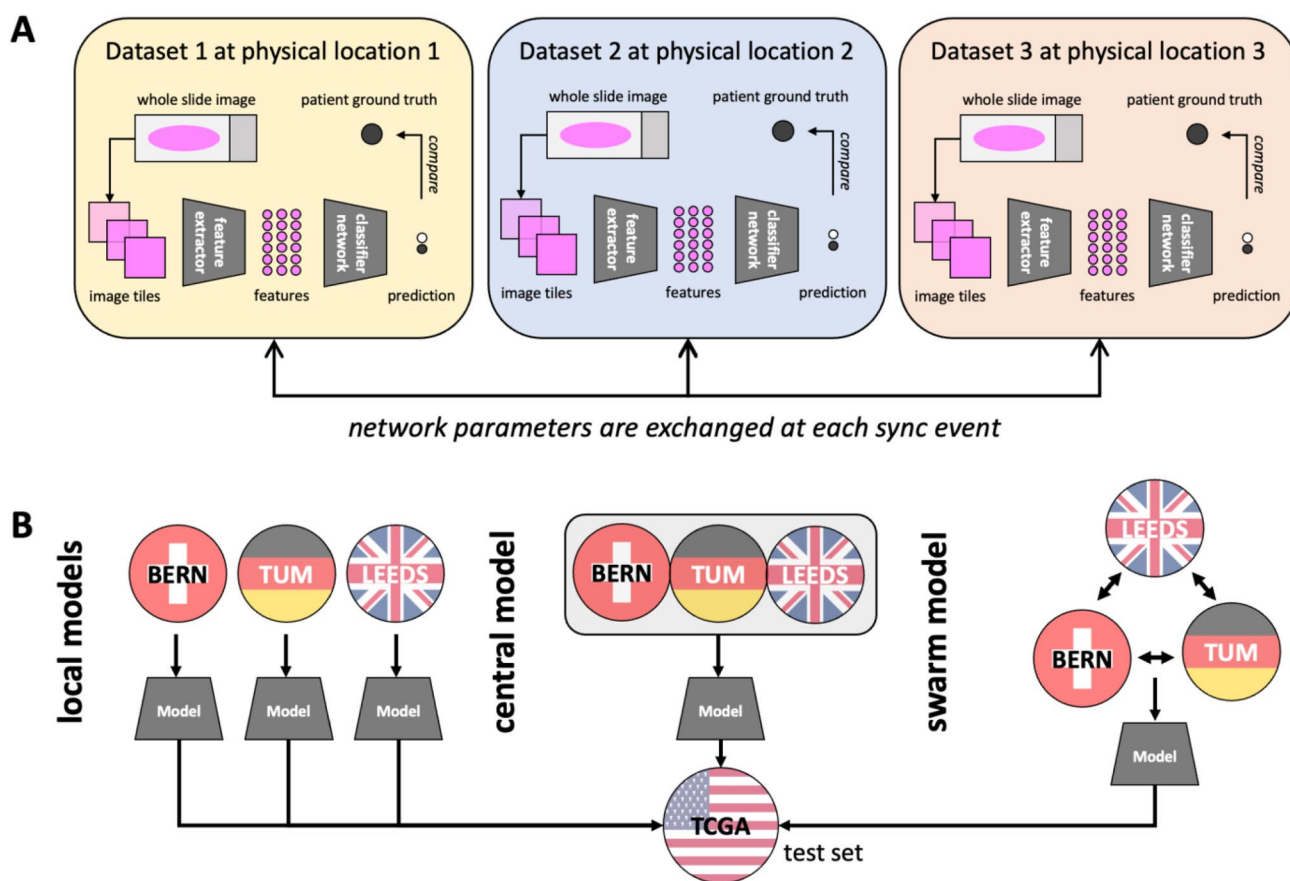 A
Dataset 1 at physical location 1
whole slide image
patient ground truth
compare
feature
extractor
classifier
network
image tiles
features
prediction
Dataset 2 at physical location 2
whole slide image
patient ground truth
compare
feature
extractor
classifier
network
image tiles
features
prediction
Dataset 3 at physical location 3
whole slide image
patient ground truth
compare
feature
extractor
classifier
network
image tiles
features
prediction
network parameters are exchanged at each sync event
B
local models
BERN
TUM
LEEDS
Model
Model
Model
central model
BERN
TUM
LEEDS
Model
swarm model
LEEDS
BERN
TUM
Model
TCGA
test set